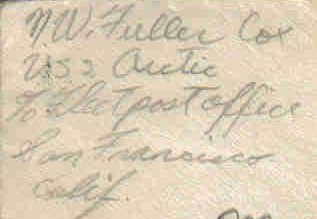 N W. Fuller Cox
U.S.S. Arctic
% Fleet post office
San Francisco
Calif.